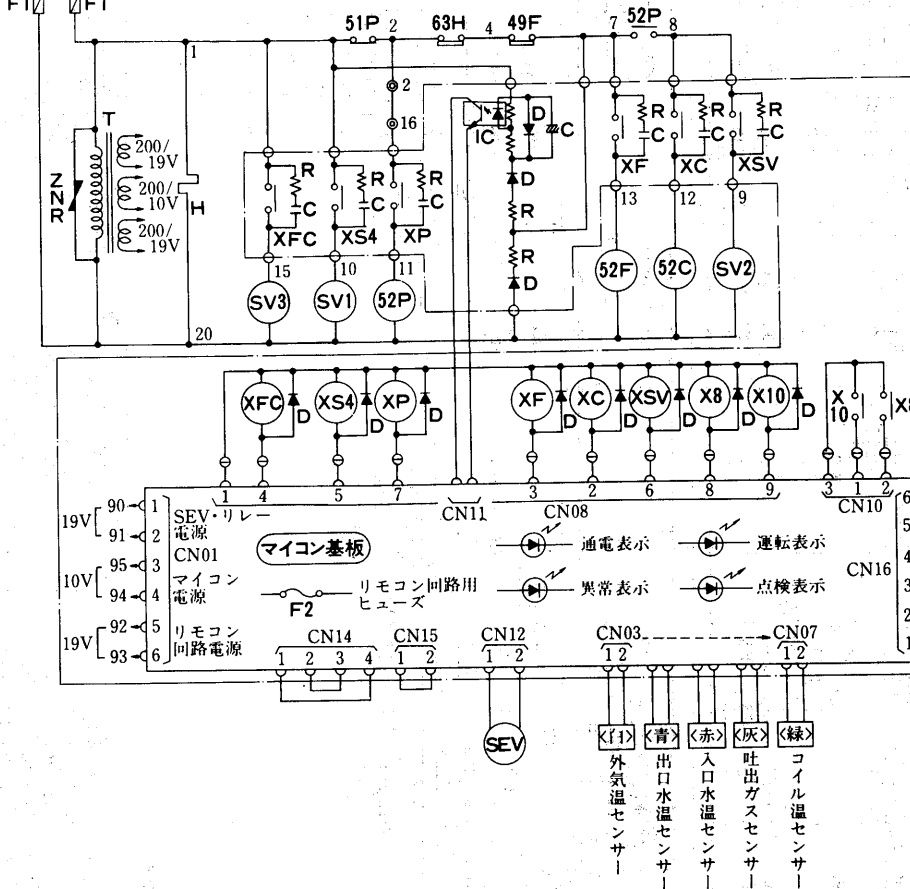 F1 F1
51P 2 63H 4 49F 7 52P 8
1
2
16
T
ZNR
200/
19V
200/
10V
200/
19V
H
R
C
XFC
R
C
XS4
R
C
XP
IC
D
C
D
R
R
D
R
C
XF
R
C
XC
R
C
XSV
15 10 11 13 12 9
SV3 SV1 52P 52F 52C SV2
20
XFC D XS4 D XP D XF D XC D XSV D X8 D X10 D
X
10
X8
1 4 5 7 3 2 6 8 9 3 1 2
CN11 CN08 CN10
90 1 SEV・リレー
19V 電源
91 2
CN01
95 3 マイコン
10V 電源
94 4
92 5 リモコン
19V 回路電源
93 6
マイコン基板
F2
リモコン回路用
ヒューズ
通電表示 運転表示
異常表示 点検表示
CN16
6
5
4
3
2
1
CN14 CN15 CN12 CN03 CN07
1 2 3 4 1 2 1 2 1 2 1 2
SEV
<白> <青> <赤> <灰> <緑>
外気温センサー
出口水温センサー
入口水温センサー
吐出ガスセンサー
コイル温センサー